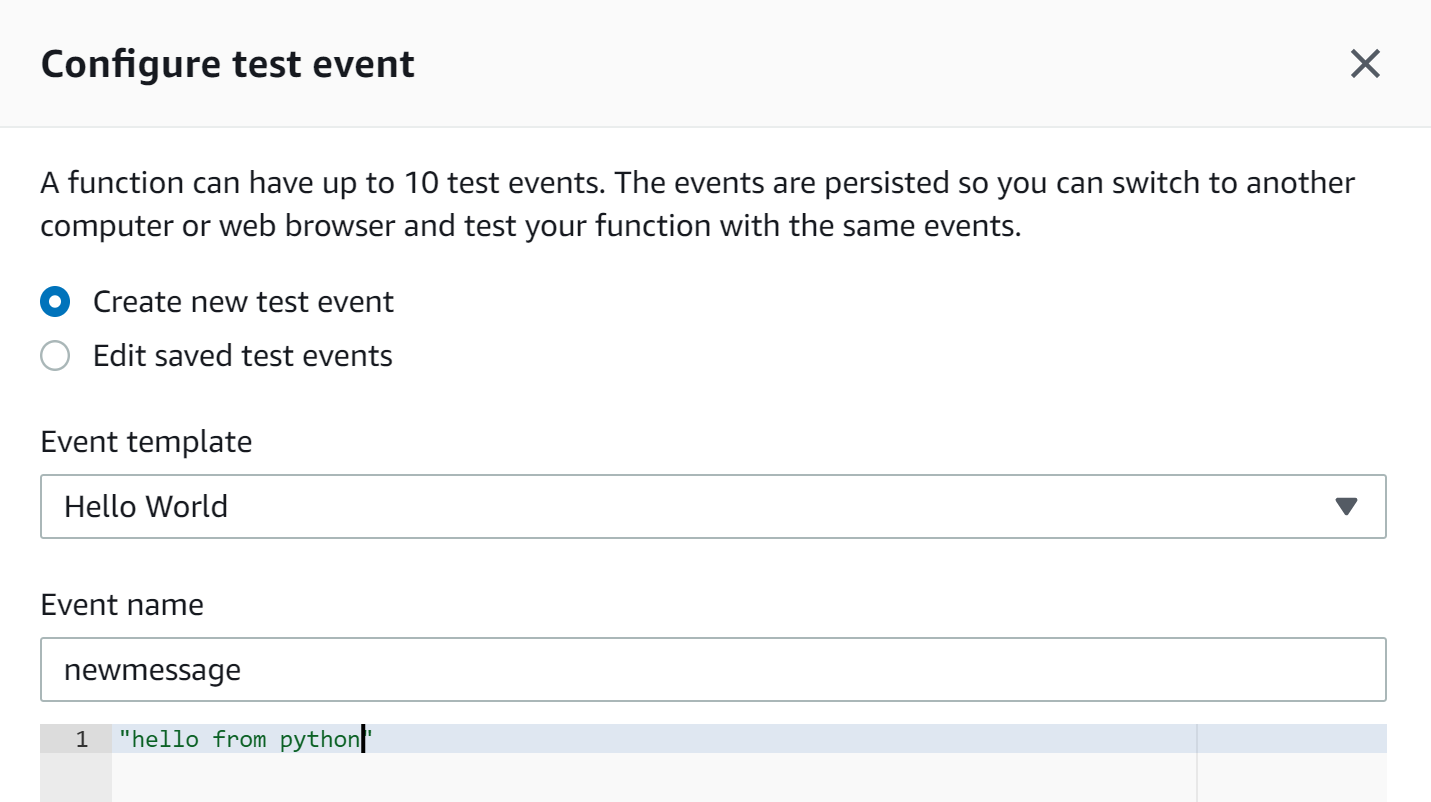 Configure test event
A function can have up to 10 test events. The events are persisted so you can switch to another
computer or web browser and test your function with the same events.
Create new test event
Edit saved test events
Event template
Hello World
Event name
newmessage
1 "hello from python"